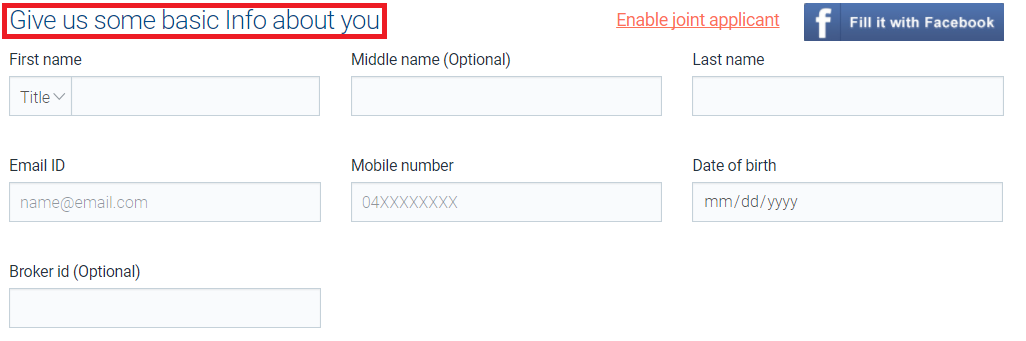 Give us some basic Info about you Enable joint applicant f Fill it with Facebook
First name Middle name (Optional) Last name
Title
Email ID Mobile number Date of birth
name@email.com 04XXXXXXXX mm/dd/yyyy
Broker id (Optional)